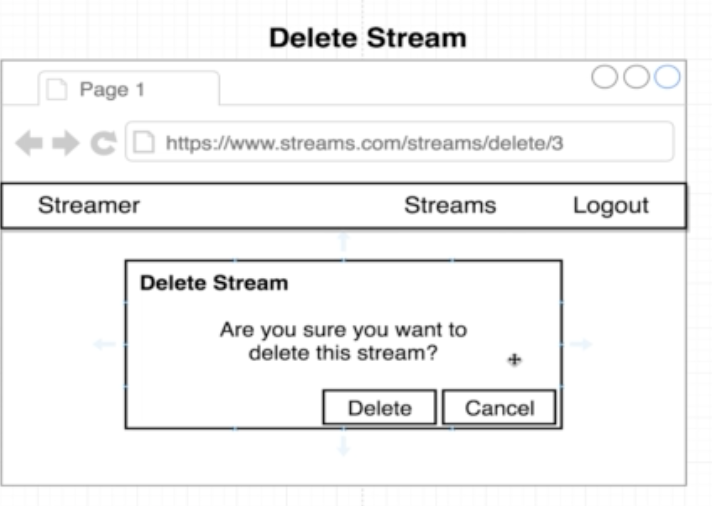 Delete Stream
Page 1
https://www.streams.com/streams/delete/3
Streamer Streams Logout
Delete Stream
Are you sure you want to
delete this stream?
Delete Cancel